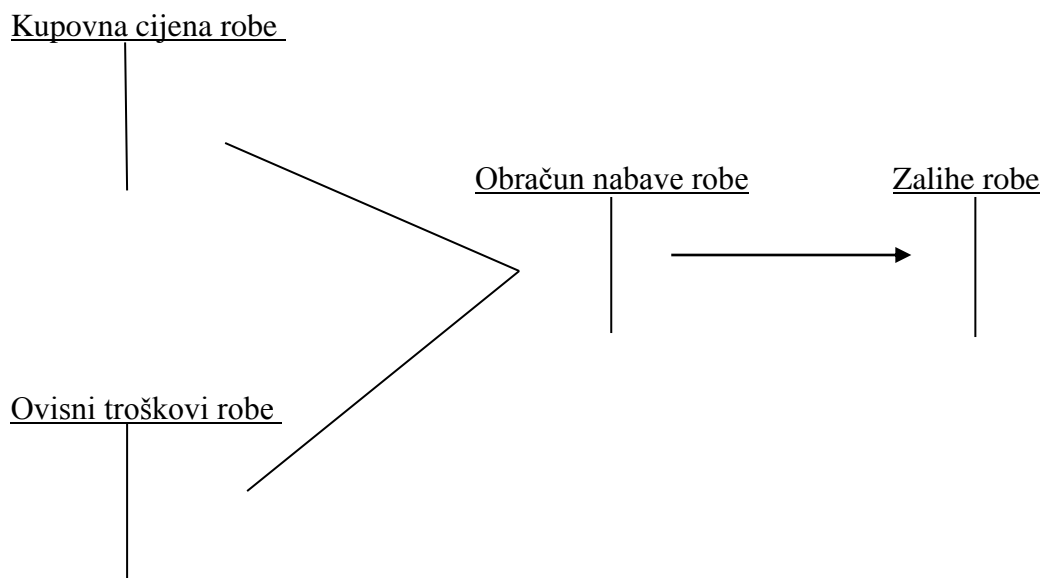 Kupovna cijena robe
Obračun nabave robe
Zalihe robe
Ovisni troškovi robe